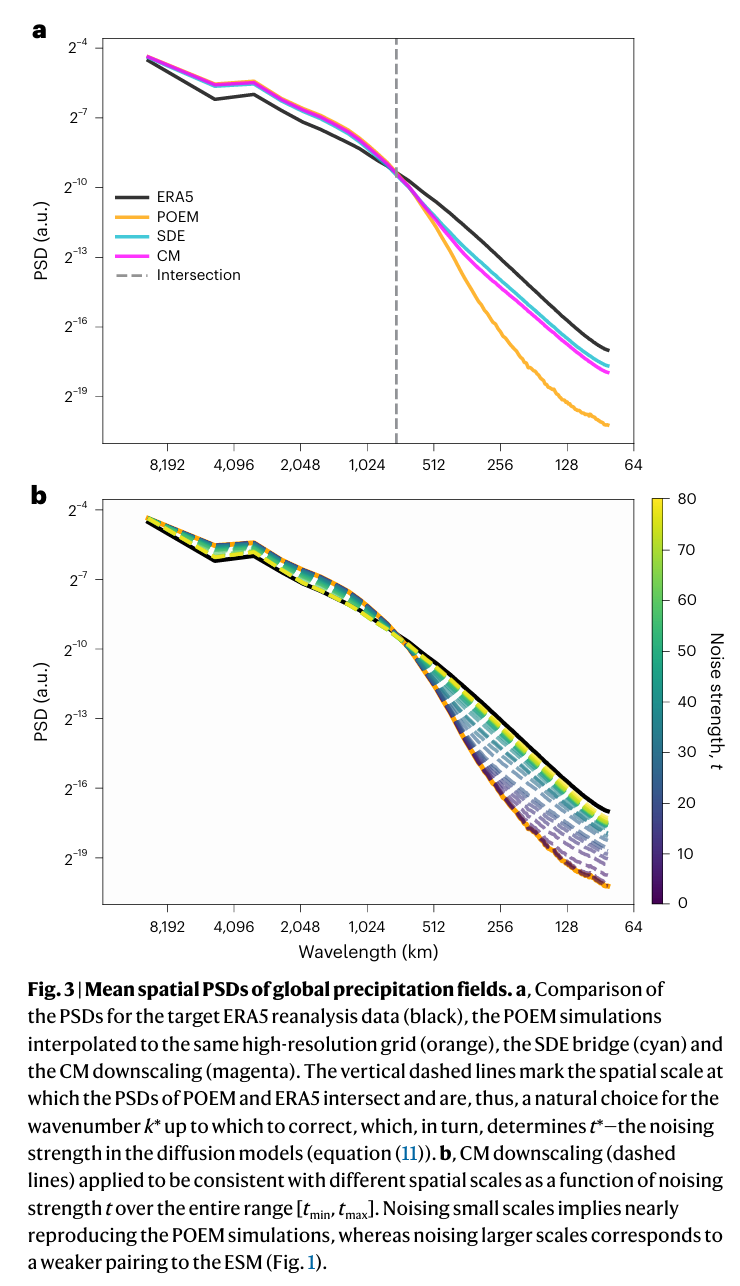 a
2⁻⁴
2⁻⁷
2⁻¹⁰
2⁻¹³
2⁻¹⁶
2⁻¹⁹
PSD (a.u.)
ERA5
POEM
SDE
CM
Intersection
8,192 4,096 2,048 1,024 512 256 128 64
b
2⁻⁴
2⁻⁷
2⁻¹⁰
2⁻¹³
2⁻¹⁶
2⁻¹⁹
PSD (a.u.)
8,192 4,096 2,048 1,024 512 256 128 64
Wavelength (km)
80
70
60
50
40
30
20
10
0
Noise strength, t
Fig. 3 | Mean spatial PSDs of global precipitation fields. a, Comparison of
the PSDs for the target ERA5 reanalysis data (black), the POEM simulations
interpolated to the same high-resolution grid (orange), the SDE bridge (cyan) and
the CM downscaling (magenta). The vertical dashed lines mark the spatial scale at
which the PSDs of POEM and ERA5 intersect and are, thus, a natural choice for the
wavenumber k* up to which to correct, which, in turn, determines t*—the noising
strength in the diffusion models (equation (11)). b, CM downscaling (dashed
lines) applied to be consistent with different spatial scales as a function of noising
strength t over the entire range [tmin, tmax]. Noising small scales implies nearly
reproducing the POEM simulations, whereas noising larger scales corresponds to
a weaker pairing to the ESM (Fig. 1).